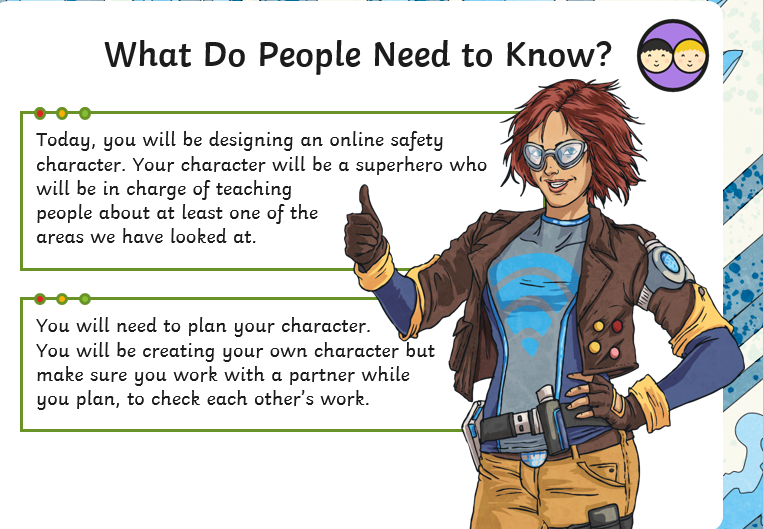 What Do People Need to Know?
Today, you will be designing an online safety
character. Your character will be a superhero who
will be in charge of teaching
people about at least one of the
areas we have looked at.
You will need to plan your character.
You will be creating your own character but
make sure you work with a partner while
you plan, to check each other's work.